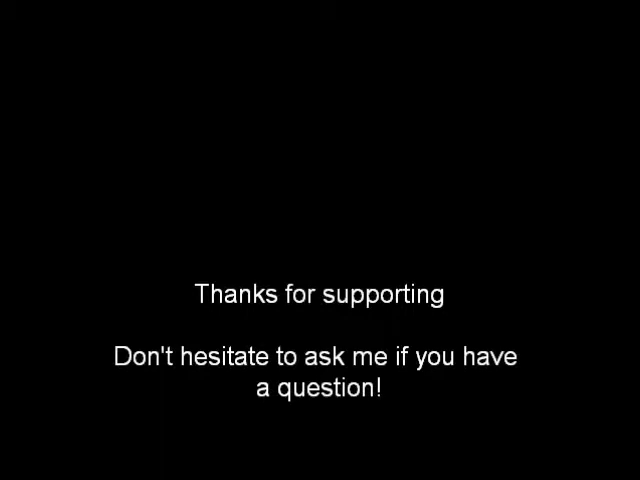 Thanks for supporting
Don't hesitate to ask me if you have
a question!